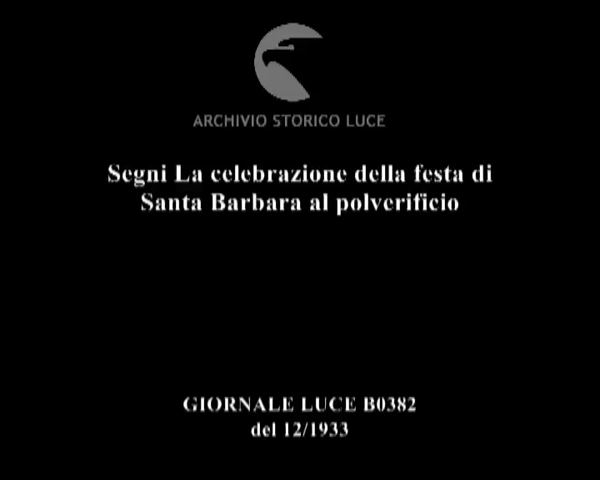 ARCHIVIO STORICO LUCE
Segni La celebrazione della festa di
Santa Barbara al polverificio
GIORNALE LUCE B0382
del 12/1933